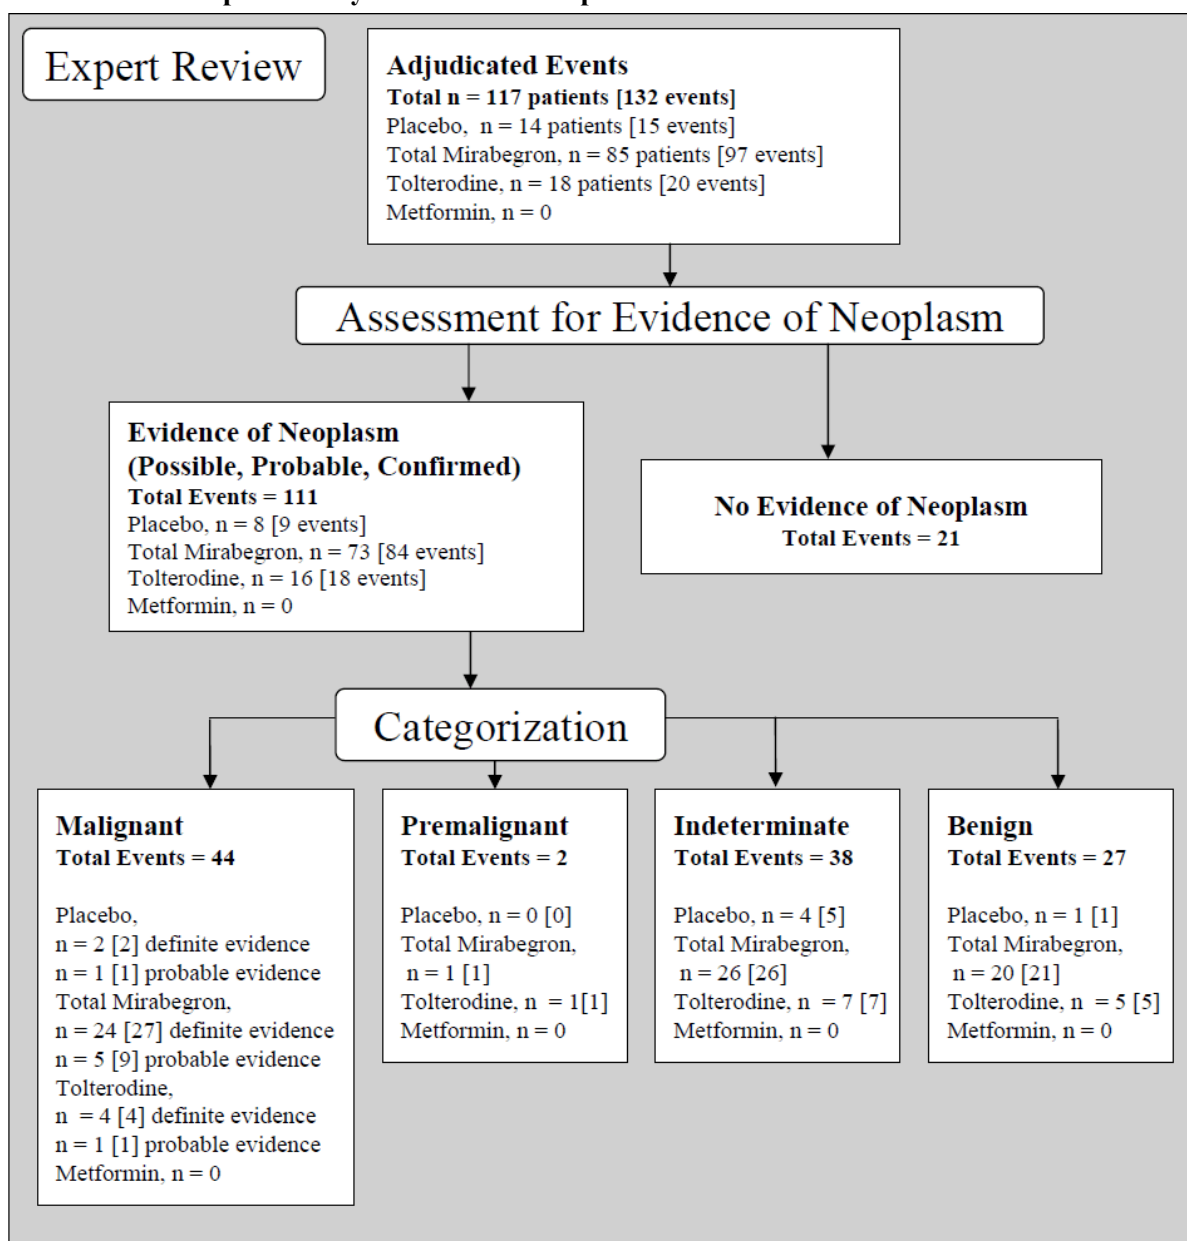 Expert Review
Adjudicated Events
Total n = 117 patients [132 events]
Placebo, n = 14 patients [15 events]
Total Mirabegron, n = 85 patients [97 events]
Tolterodine, n = 18 patients [20 events]
Metformin, n = 0
Assessment for Evidence of Neoplasm
Evidence of Neoplasm
(Possible, Probable, Confirmed)
Total Events = 111
Placebo, n = 8 [9 events]
Total Mirabegron, n = 73 [84 events]
Tolterodine, n = 16 [18 events]
Metformin, n = 0
No Evidence of Neoplasm
Total Events = 21
Categorization
Malignant
Total Events = 44
Placebo,
n = 2 [2] definite evidence
n = 1 [1] probable evidence
Total Mirabegron,
n = 24 [27] definite evidence
n = 5 [9] probable evidence
Tolterodine,
n = 4 [4] definite evidence
n = 1 [1] probable evidence
Metformin, n = 0
Premalignant
Total Events = 2
Placebo, n = 0 [0]
Total Mirabegron,
n = 1 [1]
Tolterodine, n = 1[1]
Metformin, n = 0
Indeterminate
Total Events = 38
Placebo, n = 4 [5]
Total Mirabegron,
n = 26 [26]
Tolterodine, n = 7 [7]
Metformin, n = 0
Benign
Total Events = 27
Placebo, n = 1 [1]
Total Mirabegron,
n = 20 [21]
Tolterodine, n = 5 [5]
Metformin, n = 0